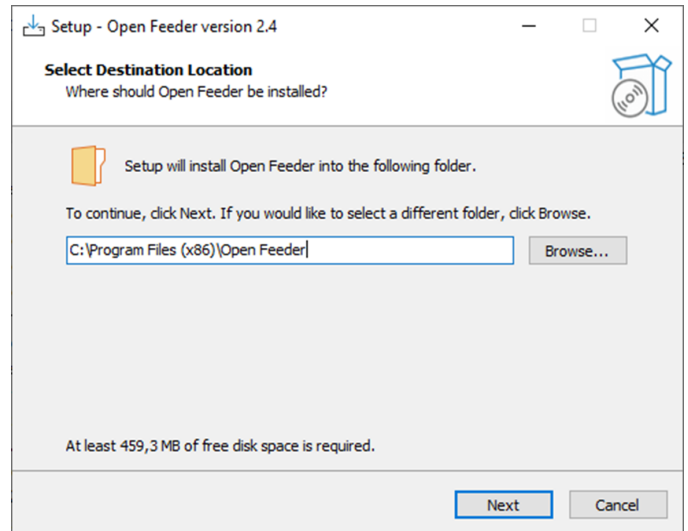 Setup - Open Feeder version 2.4
Select Destination Location
Where should Open Feeder be installed?
Setup will install Open Feeder into the following folder.
To continue, click Next. If you would like to select a different folder, click Browse.
C:\Program Files (x86)\Open Feeder
Browse...
At least 459,3 MB of free disk space is required.
Next
Cancel